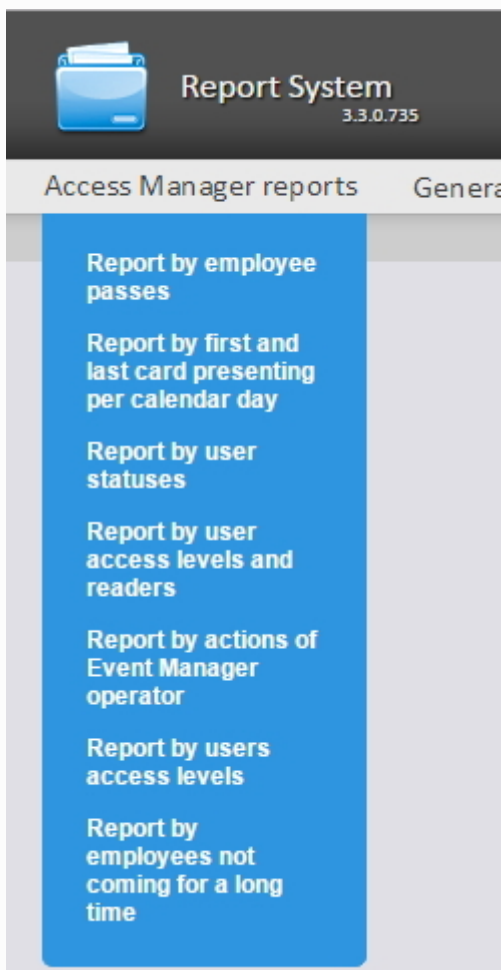 Report System
3.3.0.735
Access Manager reports
Genera
Report by employee
passes
Report by first and
last card presenting
per calendar day
Report by user
statuses
Report by user
access levels and
readers
Report by actions of
Event Manager
operator
Report by users
access levels
Report by
employees not
coming for a long
time